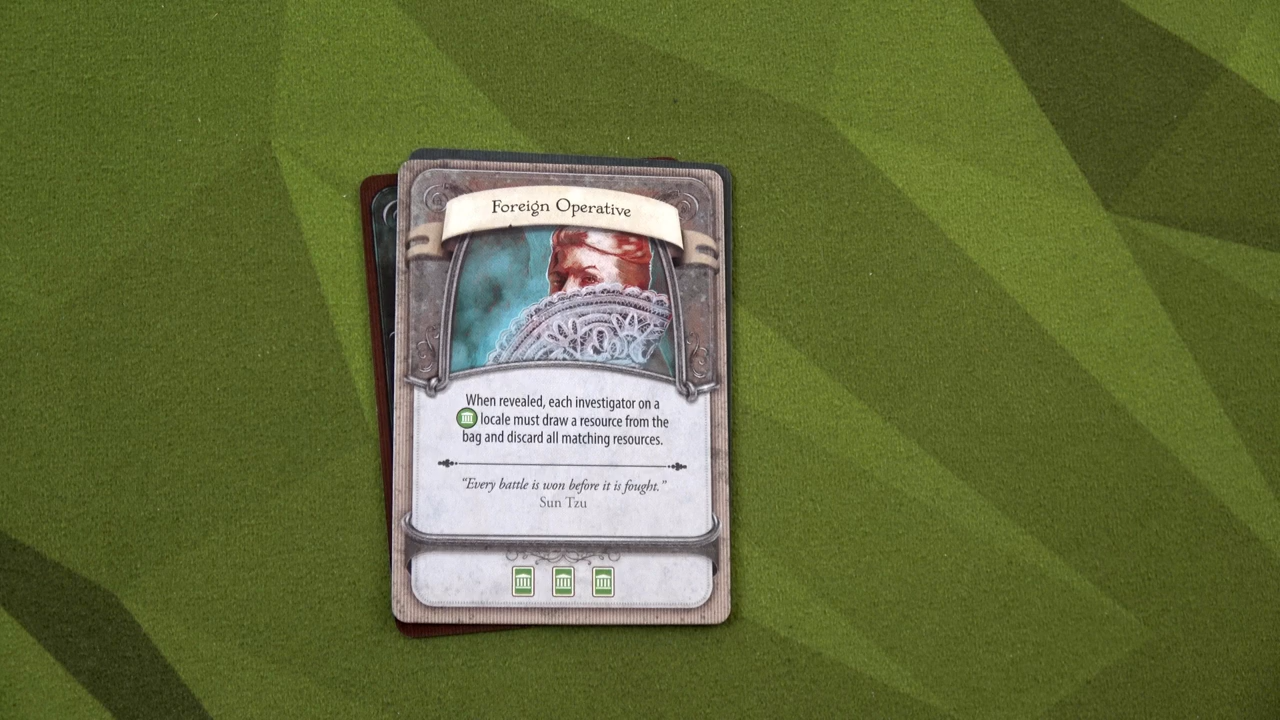 Foreign Operative
When revealed, each investigator on a
locale must draw a resource from the
bag and discard all matching resources.
“Every battle is won before it is fought.”
Sun Tzu